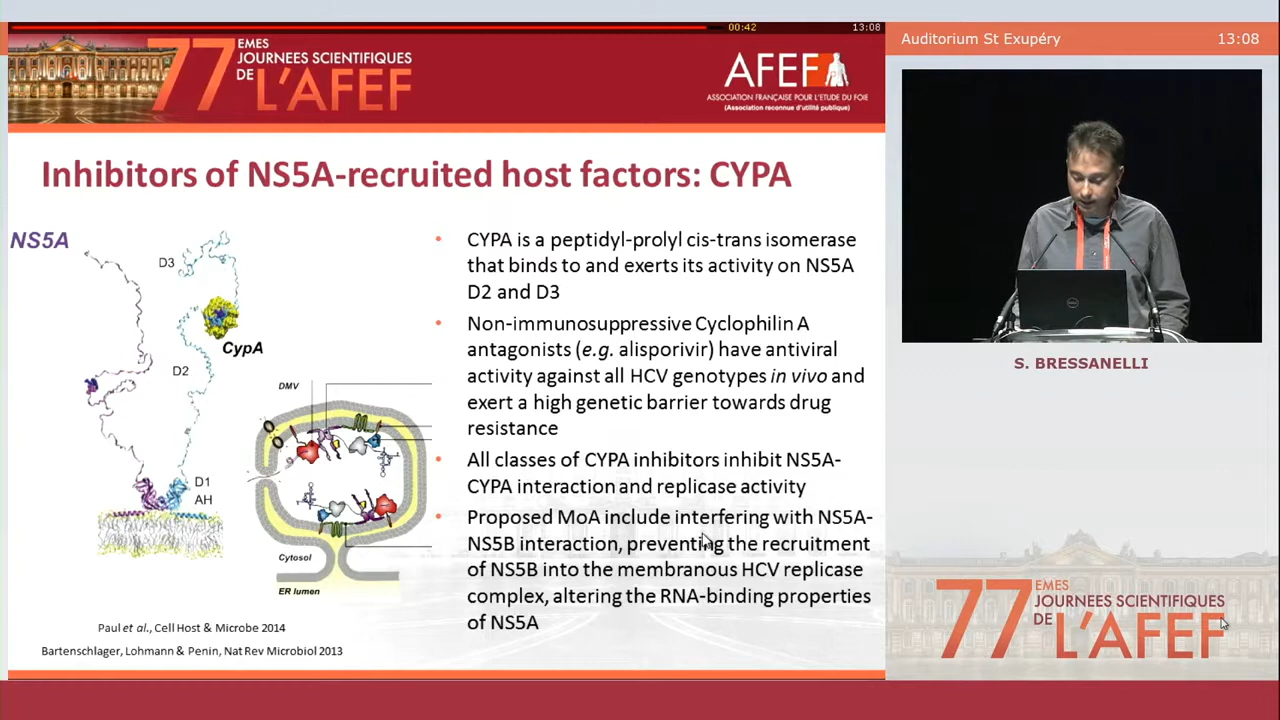 00:42
13:08
77 EMES
JOURNEES SCIENTIFIQUES
DE L'AFEF
AFEF
ASSOCIATION FRANÇAISE POUR L'ETUDE DU FOIE
(Association reconnue d'utilité publique)
Auditorium St Exupéry
13:08
Inhibitors of NS5A-recruited host factors: CYPA
NS5A
D3
CypA
D2
D1
AH
DMV
Cytosol
ER lumen
• CYPA is a peptidyl-prolyl cis-trans isomerase
that binds to and exerts its activity on NS5A
D2 and D3
• Non-immunosuppressive Cyclophilin A
antagonists (e.g. alisporivir) have antiviral
activity against all HCV genotypes in vivo and
exert a high genetic barrier towards drug
resistance
• All classes of CYPA inhibitors inhibit NS5A-
CYPA interaction and replicase activity
• Proposed MoA include interfering with NS5A-
NS5B interaction, preventing the recruitment
of NS5B into the membranous HCV replicase
complex, altering the RNA-binding properties
of NS5A
Paul et al., Cell Host & Microbe 2014
Bartenschlager, Lohmann & Penin, Nat Rev Microbiol 2013
S. BRESSANELLI
77 EMES
JOURNEES SCIENTIFIQUES
DE L'AFEF